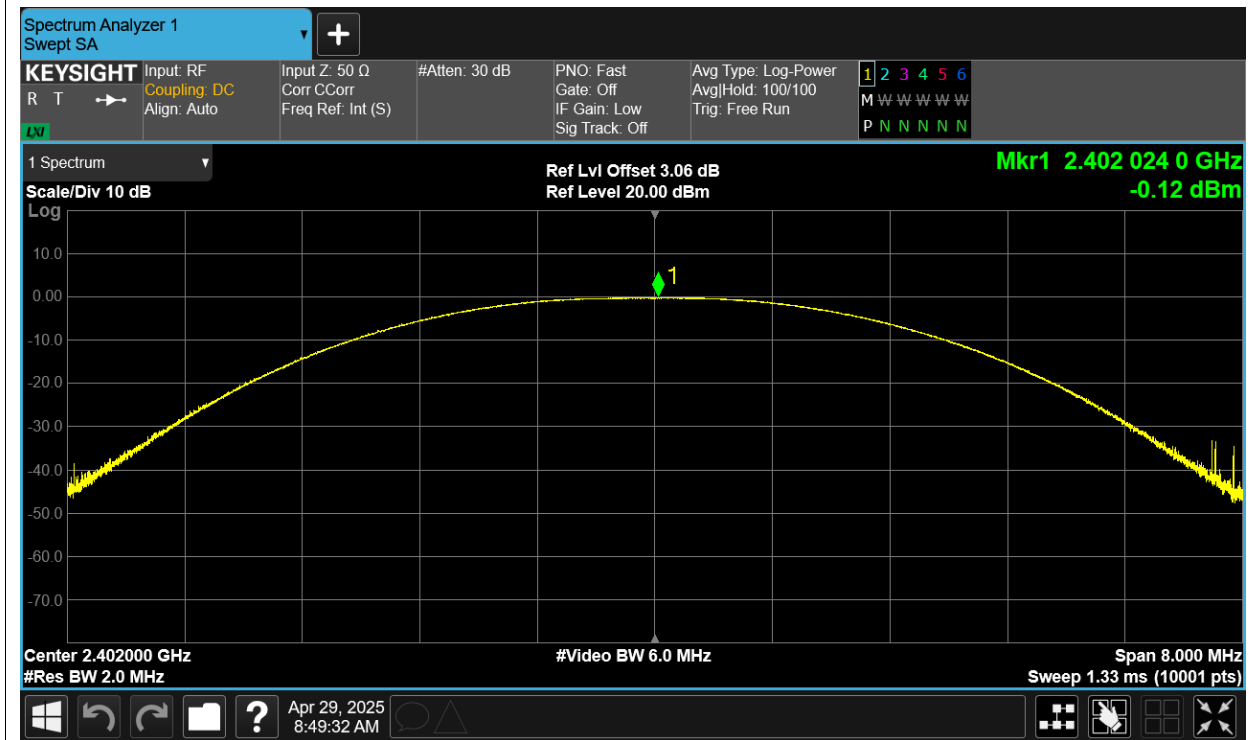 Spectrum Analyzer 1
Swept SA
KEYSIGHT
R T
LXI
Input: RF
Coupling: DC
Align: Auto
Input Z: 50 Ω
Corr CCorr
Freq Ref: Int (S)
#Atten: 30 dB
PNO: Fast
Gate: Off
IF Gain: Low
Sig Track: Off
Avg Type: Log-Power
Avg|Hold: 100/100
Trig: Free Run
1 2 3 4 5 6
M W W W W W
P N N N N N
1 Spectrum
Scale/Div 10 dB
Ref Lvl Offset 3.06 dB
Ref Level 20.00 dBm
Mkr1 2.402 024 0 GHz
-0.12 dBm
Log
10.0
0.00
-10.0
-20.0
-30.0
-40.0
-50.0
-60.0
-70.0
1
Center 2.402000 GHz
#Res BW 2.0 MHz
#Video BW 6.0 MHz
Span 8.000 MHz
Sweep 1.33 ms (10001 pts)
?
Apr 29, 2025
8:49:32 AM